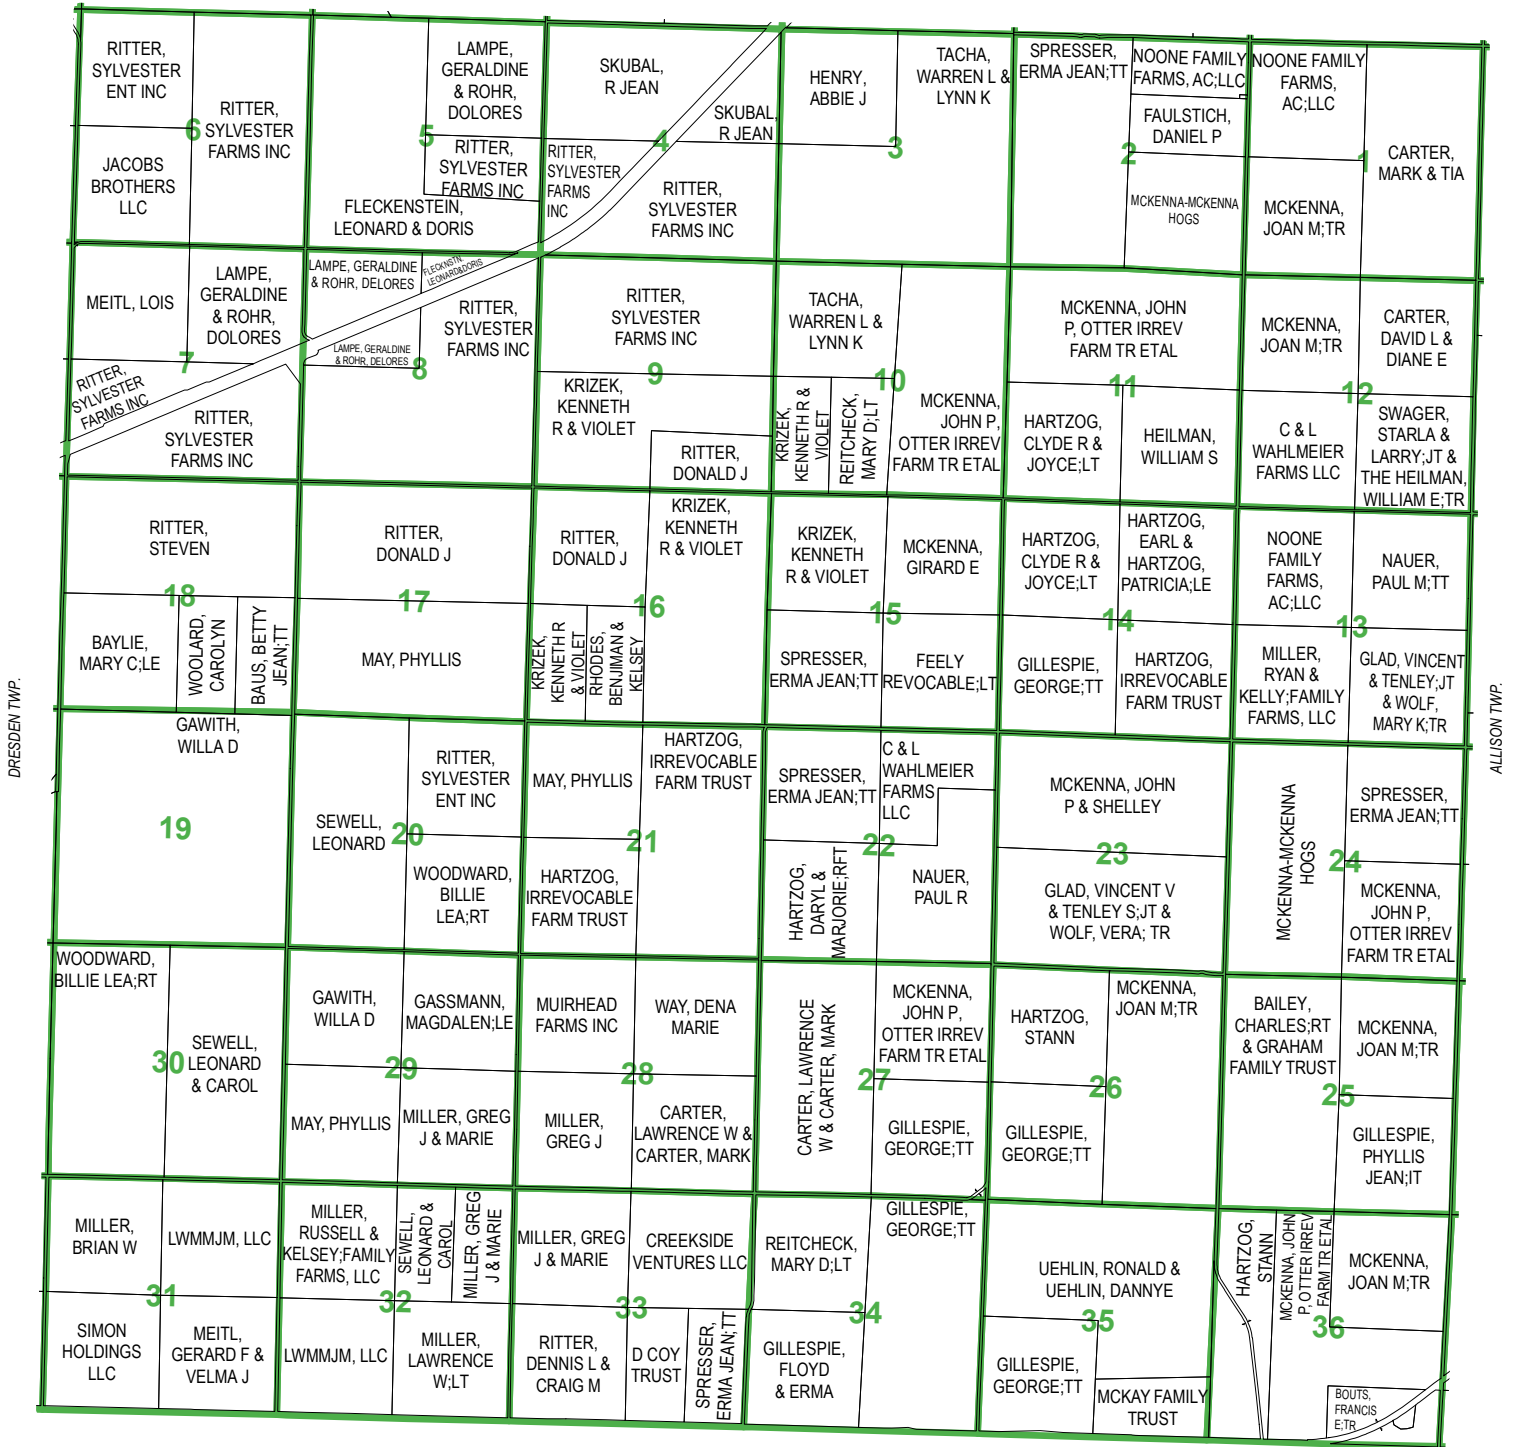 RITTER,
SYLVESTER
ENT INC
RITTER,
SYLVESTER
FARMS INC
6
JACOBS
BROTHERS
LLC
LAMPE,
GERALDINE
& ROHR,
DOLORES
5
RITTER,
SYLVESTER
FARMS INC
FLECKENSTEIN,
LEONARD & DORIS
SKUBAL,
R JEAN
SKUBAL,
R JEAN
4
RITTER,
SYLVESTER
FARMS
INC
RITTER,
SYLVESTER
FARMS INC
HENRY,
ABBIE J
TACHA,
WARREN L &
LYNN K
3
SPRESSER,
ERMA JEAN;TT
NOONE FAMILY
FARMS, AC;LLC
FAULSTICH,
DANIEL P
2
MCKENNA-MCKENNA
HOGS
NOONE FAMILY
FARMS,
AC;LLC
1
CARTER,
MARK & TIA
MCKENNA,
JOAN M;TR
MEITL, LOIS
LAMPE,
GERALDINE
& ROHR,
DOLORES
7
RITTER,
SYLVESTER
FARMS INC
RITTER,
SYLVESTER
FARMS INC
LAMPE, GERALDINE
& ROHR, DELORES
FLECKNSTN,
LEONARD&DORIS
RITTER,
SYLVESTER
FARMS INC
LAMPE, GERALDINE
& ROHR, DELORES
8
RITTER,
SYLVESTER
FARMS INC
9
KRIZEK,
KENNETH
R & VIOLET
RITTER,
DONALD J
TACHA,
WARREN L &
LYNN K
10
KRIZEK,
KENNETH R &
VIOLET
REITCHECK,
MARY D;LT
MCKENNA,
JOHN P,
OTTER IRREV
FARM TR ETAL
MCKENNA, JOHN
P, OTTER IRREV
FARM TR ETAL
11
HARTZOG,
CLYDE R &
JOYCE;LT
HEILMAN,
WILLIAM S
MCKENNA,
JOAN M;TR
CARTER,
DAVID L &
DIANE E
12
C & L
WAHLMEIER
FARMS LLC
SWAGER,
STARLA &
LARRY;JT &
THE HEILMAN,
WILLIAM E;TR
RITTER,
STEVEN
18
BAYLIE,
MARY C;LE
WOOLARD,
CAROLYN
BAUS, BETTY
JEAN;TT
RITTER,
DONALD J
17
MAY, PHYLLIS
RITTER,
DONALD J
KRIZEK,
KENNETH
R & VIOLET
16
KRIZEK,
KENNETH R
& VIOLET
RHODES,
BENJIMAN &
KELSEY
KRIZEK,
KENNETH
R & VIOLET
MCKENNA,
GIRARD E
15
SPRESSER,
ERMA JEAN;TT
FEELY
REVOCABLE;LT
HARTZOG,
CLYDE R &
JOYCE;LT
HARTZOG,
EARL &
HARTZOG,
PATRICIA;LE
14
GILLESPIE,
GEORGE;TT
HARTZOG,
IRREVOCABLE
FARM TRUST
NOONE
FAMILY
FARMS,
AC;LLC
NAUER,
PAUL M;TT
13
MILLER,
RYAN &
KELLY;FAMILY
FARMS, LLC
GLAD, VINCENT
& TENLEY;JT
& WOLF,
MARY K;TR
DRESDEN TWP.
ALLISON TWP.
GAWITH,
WILLA D
19
SEWELL,
LEONARD
RITTER,
SYLVESTER
ENT INC
20
WOODWARD,
BILLIE
LEA;RT
MAY, PHYLLIS
HARTZOG,
IRREVOCABLE
FARM TRUST
21
HARTZOG,
IRREVOCABLE
FARM TRUST
SPRESSER,
ERMA JEAN;TT
C & L
WAHLMEIER
FARMS
LLC
22
HARTZOG,
DARYL &
MARJORIE;RFT
NAUER,
PAUL R
MCKENNA, JOHN
P & SHELLEY
23
GLAD, VINCENT V
& TENLEY S;JT &
WOLF, VERA; TR
MCKENNA-MCKENNA
HOGS
SPRESSER,
ERMA JEAN;TT
24
MCKENNA,
JOHN P,
OTTER IRREV
FARM TR ETAL
WOODWARD,
BILLIE LEA;RT
30
SEWELL,
LEONARD
& CAROL
GAWITH,
WILLA D
GASSMANN,
MAGDALEN;LE
29
MAY, PHYLLIS
MILLER, GREG
J & MARIE
MUIRHEAD
FARMS INC
WAY, DENA
MARIE
28
MILLER,
GREG J
CARTER,
LAWRENCE W &
CARTER, MARK
CARTER, LAWRENCE
W & CARTER, MARK
MCKENNA,
JOHN P,
OTTER IRREV
FARM TR ETAL
27
GILLESPIE,
GEORGE;TT
HARTZOG,
STANN
MCKENNA,
JOAN M;TR
26
GILLESPIE,
GEORGE;TT
BAILEY,
CHARLES;RT
& GRAHAM
FAMILY TRUST
MCKENNA,
JOAN M;TR
25
GILLESPIE,
PHYLLIS
JEAN;IT
MILLER,
BRIAN W
LWMMJM, LLC
31
SIMON
HOLDINGS
LLC
MEITL,
GERARD F &
VELMA J
MILLER,
RUSSELL &
KELSEY;FAMILY
FARMS, LLC
SEWELL,
LEONARD &
CAROL
MILLER, GREG
J & MARIE
32
LWMMJM, LLC
MILLER,
LAWRENCE
W;LT
MILLER, GREG
J & MARIE
CREEKSIDE
VENTURES LLC
33
RITTER,
DENNIS L &
CRAIG M
D COY
TRUST
SPRESSER,
ERMA JEAN;TT
REITCHECK,
MARY D;LT
GILLESPIE,
GEORGE;TT
34
GILLESPIE,
FLOYD
& ERMA
UEHLIN, RONALD &
UEHLIN, DANNYE
35
GILLESPIE,
GEORGE;TT
MCKAY FAMILY
TRUST
HARTZOG,
STANN
MCKENNA, JOHN
P, OTTER IRREV
FARM TR ETAL
MCKENNA,
JOAN M;TR
36
BOUTS,
FRANCIS
E;TR